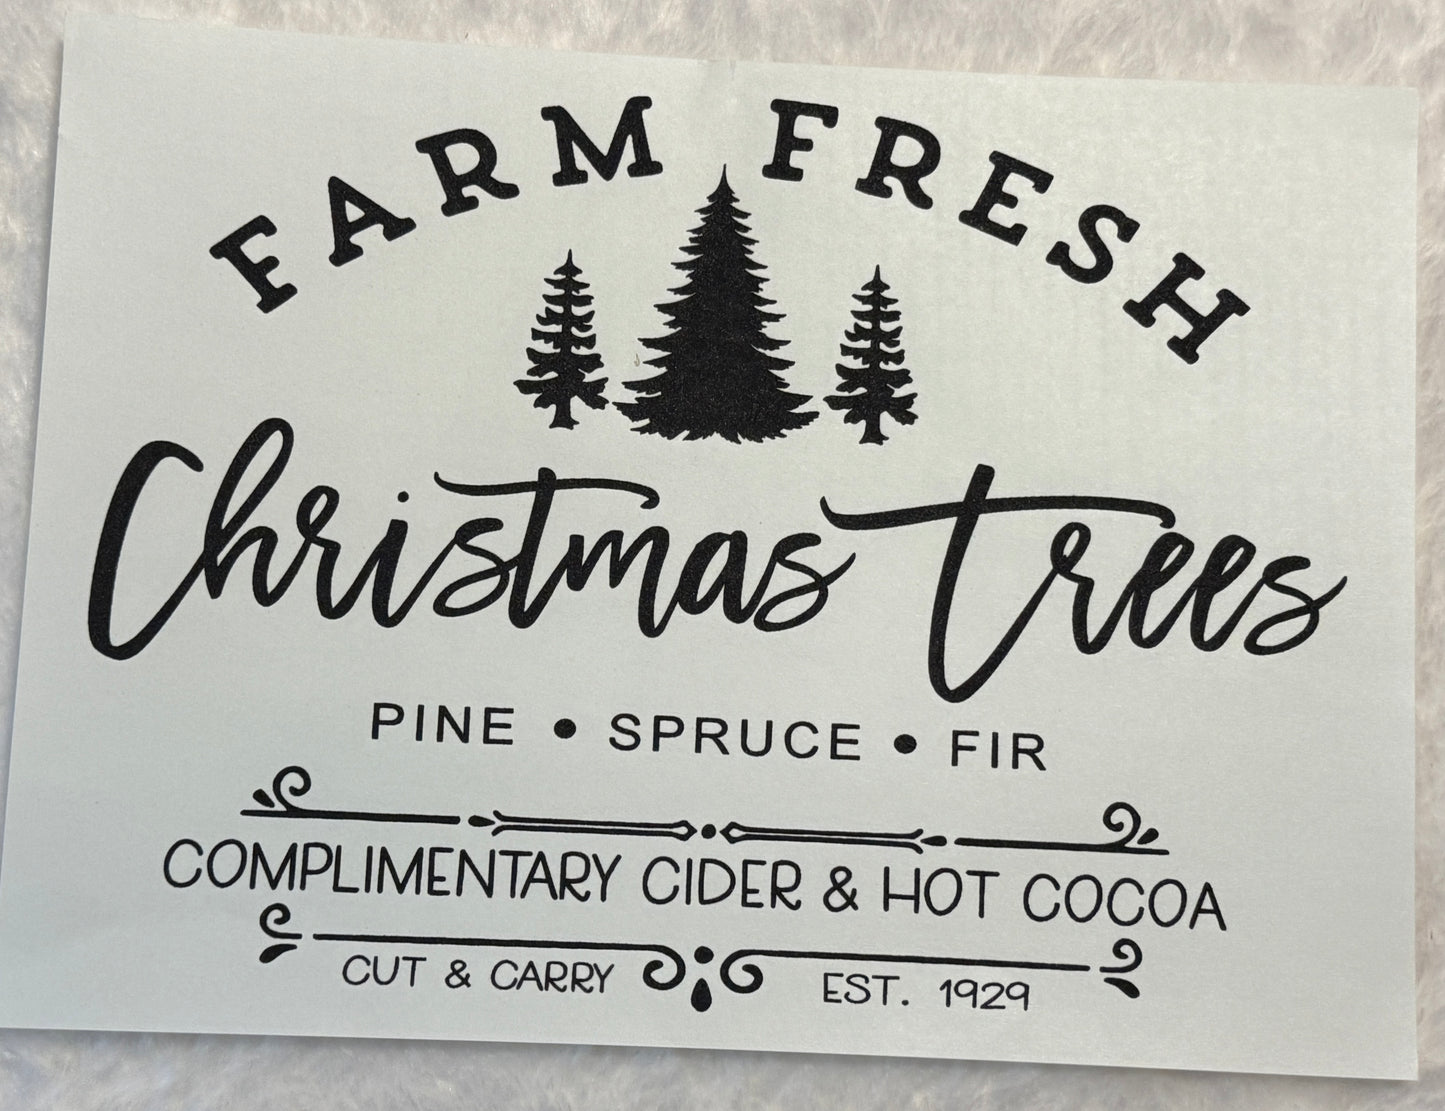 FARM FRESH
Christmas Trees
PINE • SPRUCE • FIR
COMPLIMENTARY CIDER & HOT COCOA
CUT & CARRY EST. 1929